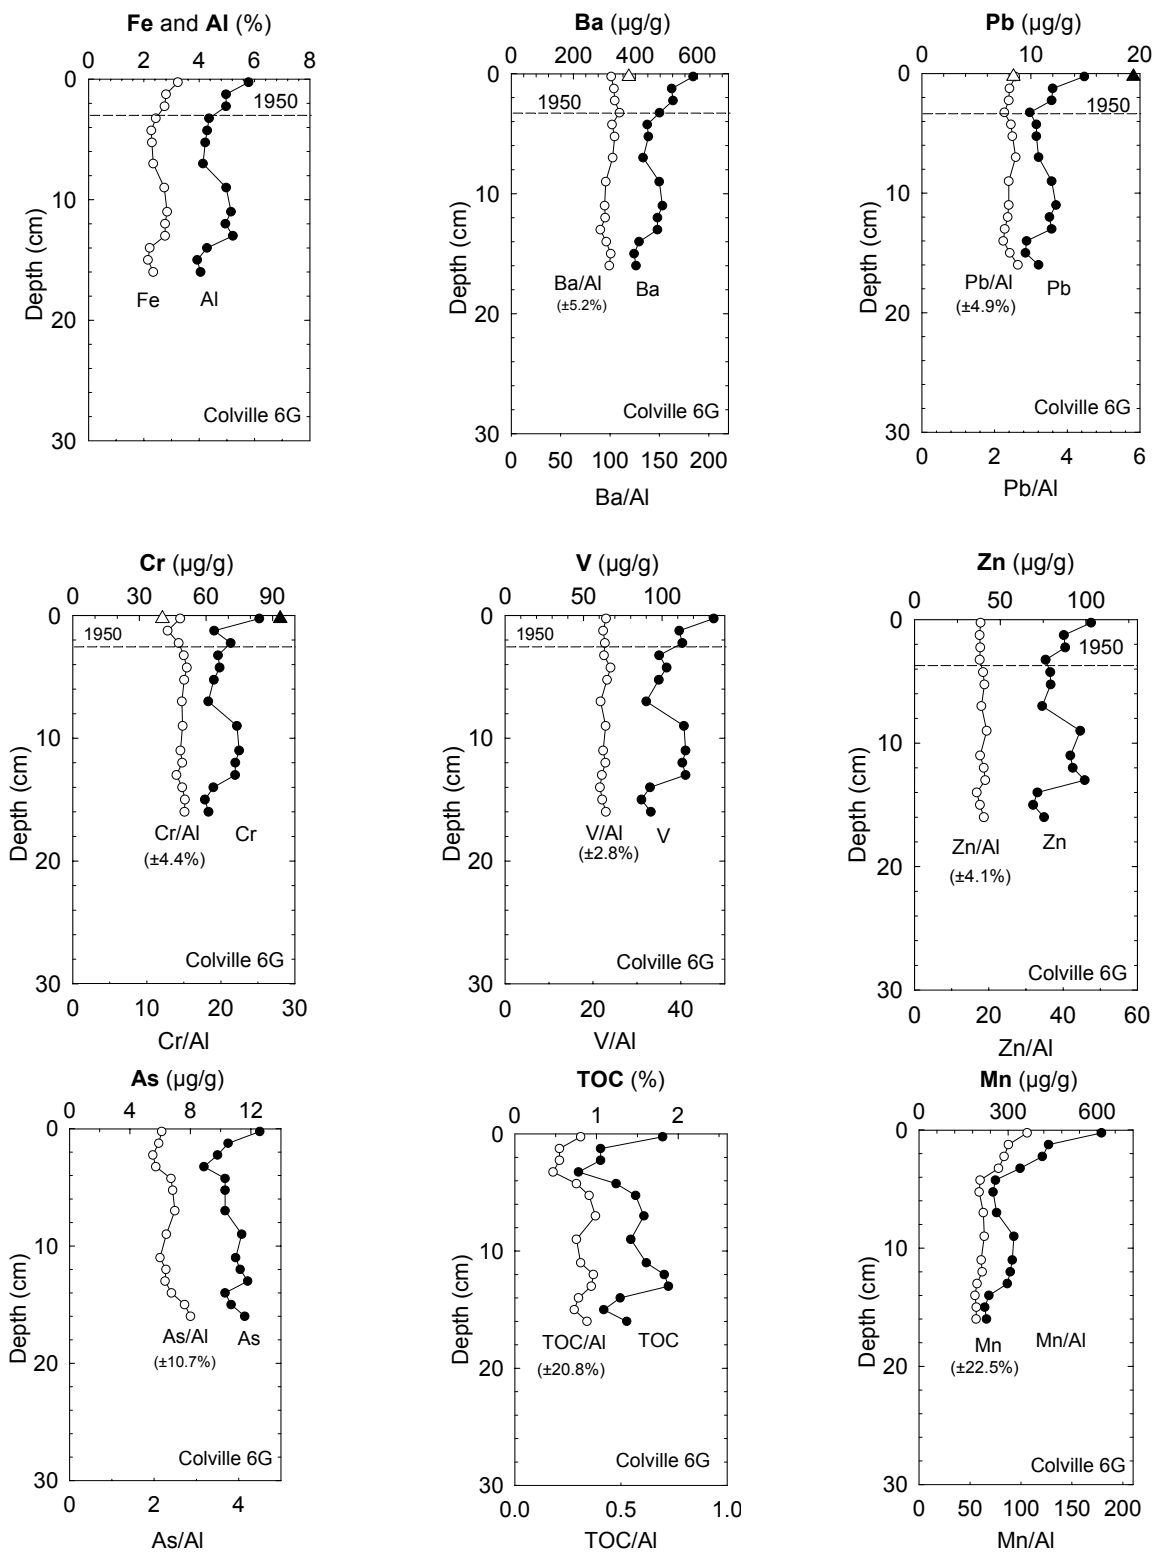 Fe and Al (%)
0 2 4 6 8
0
10
20
30
Depth (cm)
1950
Fe
Al
Colville 6G
Ba (µg/g)
0 200 400 600
0
10
20
30
Depth (cm)
1950
Ba/Al
(±5.2%)
Ba
Colville 6G
0 50 100 150 200
Ba/Al
Pb (µg/g)
0 10 20
0
10
20
30
Depth (cm)
1950
Pb/Al
(±4.9%)
Pb
Colville 6G
0 2 4 6
Pb/Al
Cr (µg/g)
0 30 60 90
0
10
20
30
Depth (cm)
1950
Cr/Al
(±4.4%)
Cr
Colville 6G
0 10 20 30
Cr/Al
V (µg/g)
0 50 100
0
10
20
30
Depth (cm)
1950
V/Al
(±2.8%)
V
Colville 6G
0 20 40
V/Al
Zn (µg/g)
0 50 100
0
10
20
30
Depth (cm)
1950
Zn/Al
(±4.1%)
Zn
Colville 6G
0 20 40 60
Zn/Al
As (µg/g)
0 4 8 12
0
10
20
30
Depth (cm)
As/Al
(±10.7%)
As
Colville 6G
0 2 4
As/Al
TOC (%)
0 1 2
0
10
20
30
Depth (cm)
TOC/Al
(±20.8%)
TOC
Colville 6G
0.0 0.5 1.0
TOC/Al
Mn (µg/g)
0 300 600
0
10
20
30
Depth (cm)
Mn
(±22.5%)
Mn/Al
Colville 6G
0 50 100 150 200
Mn/Al